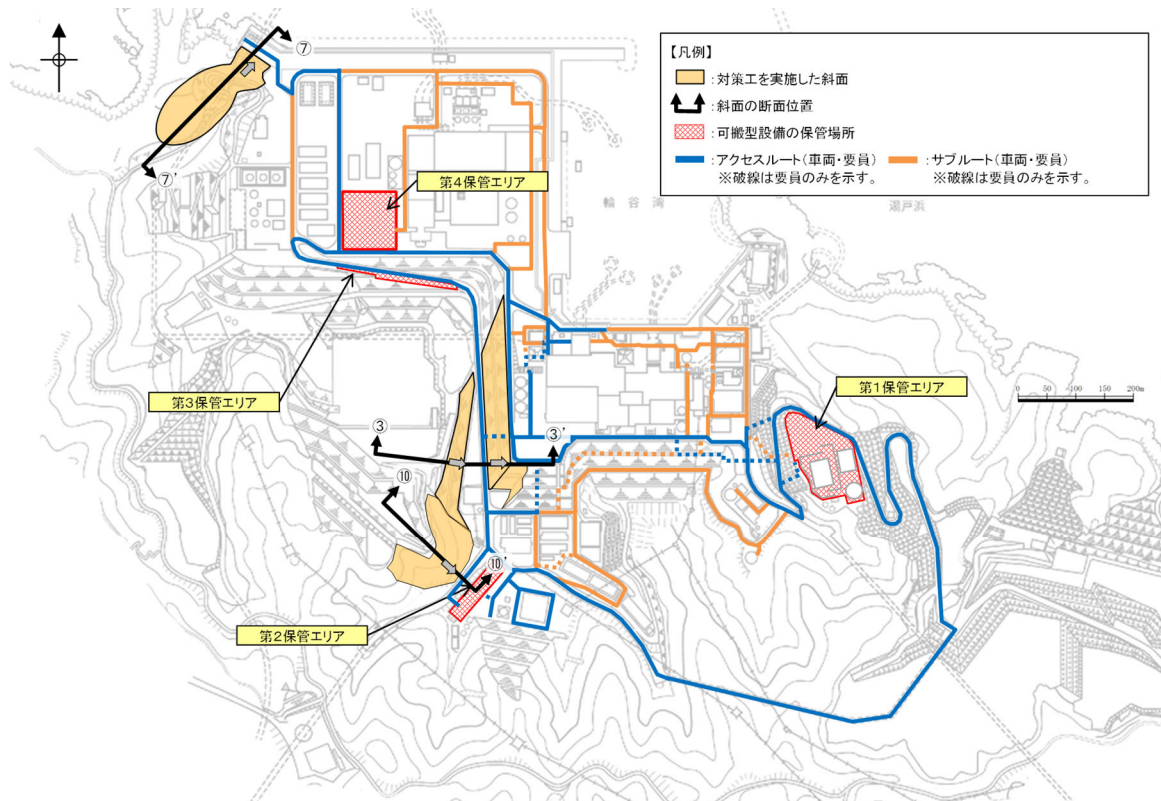 ⑦
⑦'
【凡例】
:対策工を実施した斜面
:斜面の断面位置
:可搬型設備の保管場所
:アクセスルート(車両・要員)
※破線は要員のみを示す。
:サブルート(車両・要員)
※破線は要員のみを示す。
第4保管エリア
輪谷湾
湯戸浜
第3保管エリア
第1保管エリア
0 50 100 150 200m
③
③'
⑩
⑩'
第2保管エリア